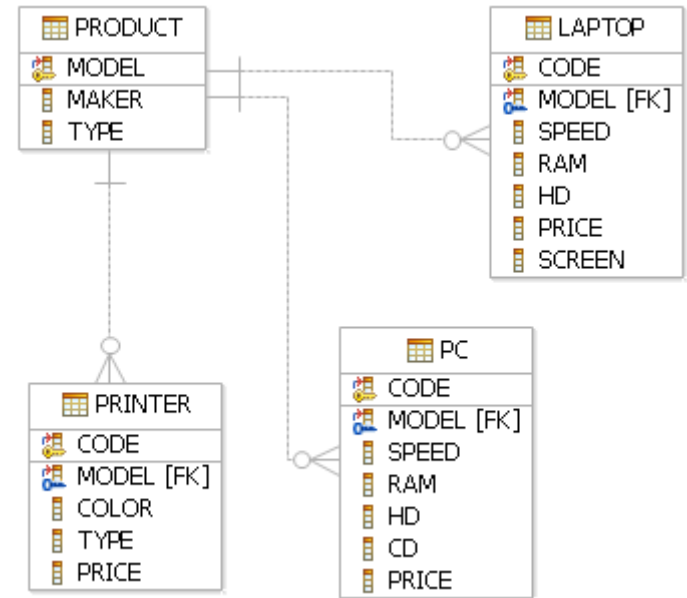 PRODUCT
MODEL
MAKER
TYPE
LAPTOP
CODE
MODEL [FK]
SPEED
RAM
HD
PRICE
SCREEN
PRINTER
CODE
MODEL [FK]
COLOR
TYPE
PRICE
PC
CODE
MODEL [FK]
SPEED
RAM
HD
CD
PRICE